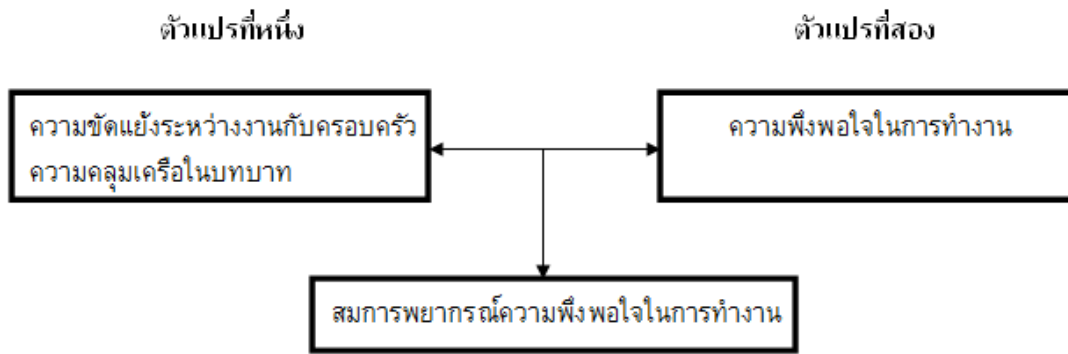 ตัวแปรที่หนึ่ง
ตัวแปรที่สอง
ความขัดแย้งระหว่างงานกับครอบครัว
ความคลุมเครือในบทบาท
ความพึงพอใจในการทำงาน
สมการพยากรณ์ความพึงพอใจในการทำงาน